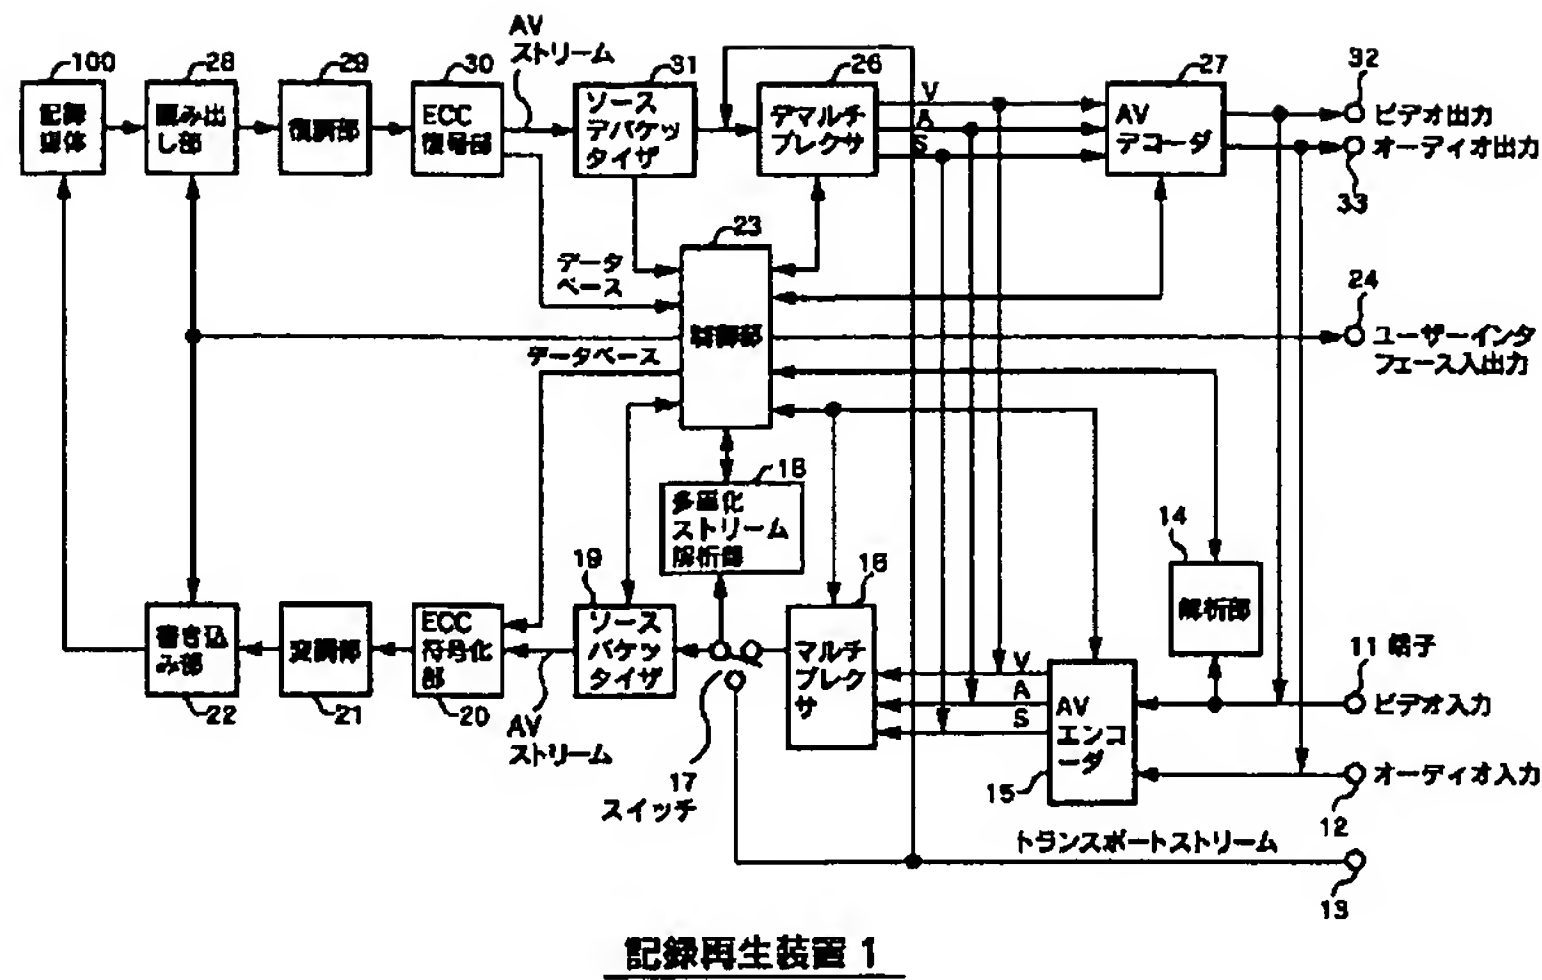 AV
ストリーム
100
28
29
30
31
26
27
32
記録
媒体
読み出
し部
復調部
ECC
復号部
ソース
デパケッ
タイザ
デマルチ
プレクサ
V
A
S
AV
デコーダ
ビデオ出力
オーディオ出力
33
23
データ
ベース
制御部
24
ユーザーインタ
フェース入出力
データベース
18
多重化
ストリーム
解析部
14
解析部
19
16
書き込
み部
変調部
ECC
符号化
部
ソース
パケッ
タイザ
マルチ
プレク
サ
V
A
S
AV
エンコ
ーダ
11 端子
ビデオ入力
22
21
20
AV
ストリーム
17
スイッチ
15
オーディオ入力
12
トランスポートストリーム
13
記録再生装置 1